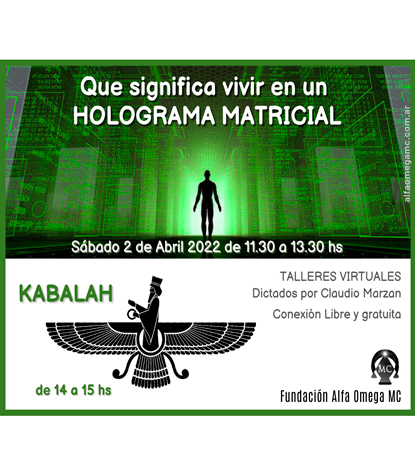 Que significa vivir en un
HOLOGRAMA MATRICIAL
alfaomegamc.com.ar
Sábado 2 de Abril 2022 de 11.30 a 13.30 hs
KABALAH
de 14 a 15 hs
TALLERES VIRTUALES
Dictados por Claudio Marzan
Conexión Libre y gratuita
MC
Fundación Alfa Omega MC